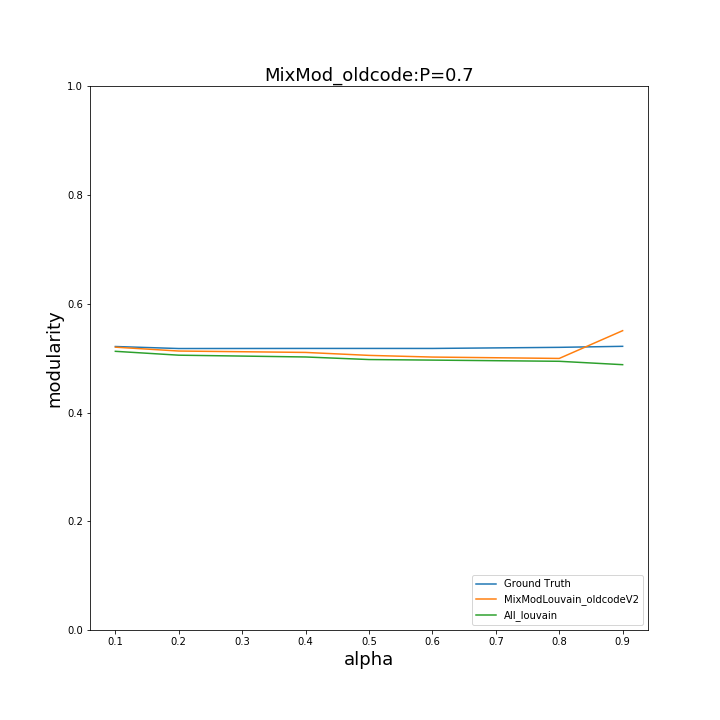 MixMod_oldcode:P=0.7
1.0
0.8
0.6
0.4
0.2
0.0
modularity
0.1 0.2 0.3 0.4 0.5 0.6 0.7 0.8 0.9
alpha
Ground Truth
MixModLouvain_oldcodeV2
All_louvain